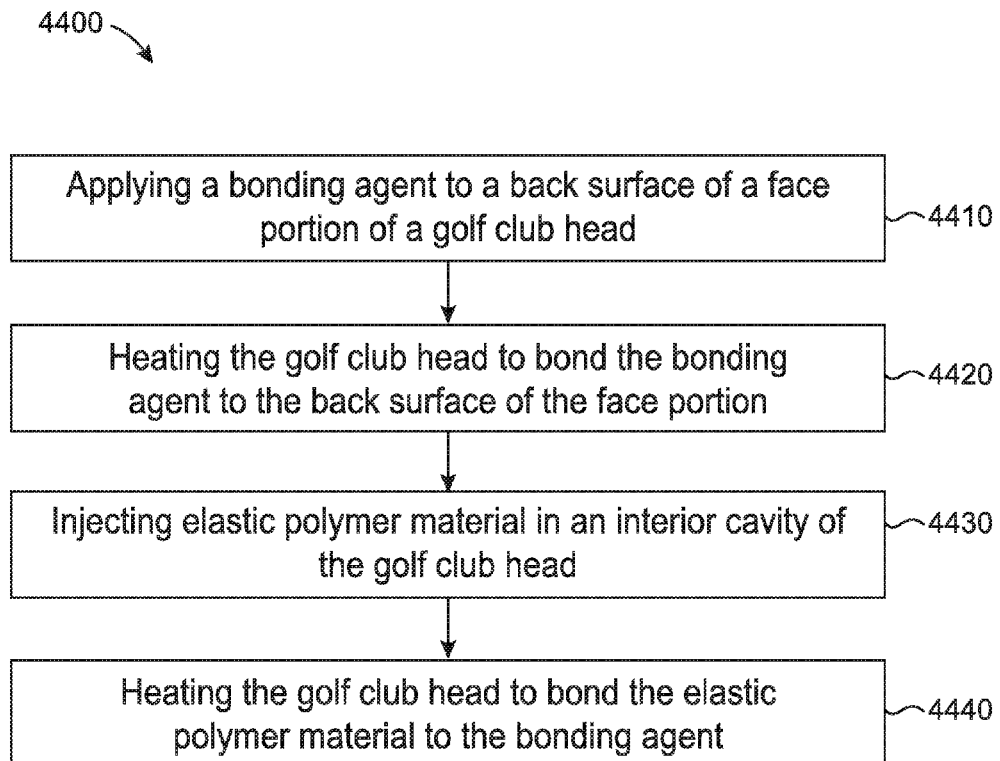 4400
Applying a bonding agent to a back surface of a face
portion of a golf club head
4410
Heating the golf club head to bond the bonding
agent to the back surface of the face portion
4420
Injecting elastic polymer material in an interior cavity of
the golf club head
4430
Heating the golf club head to bond the elastic
polymer material to the bonding agent
4440